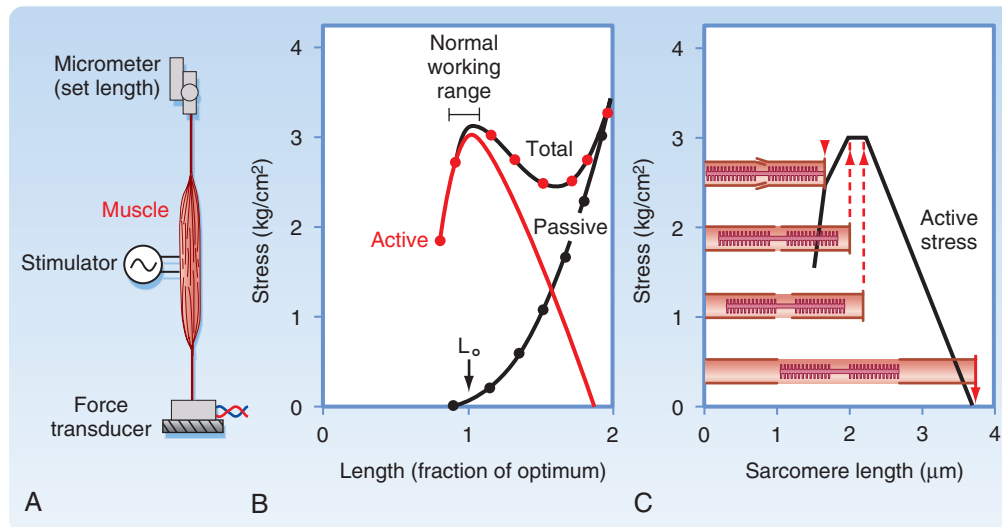 Micrometer
(set length)
Muscle
Stimulator
Force
transducer
A
4
3
2
1
0
Stress (kg/cm²)
Normal
working
range
Total
Active
Passive
Lₒ
0
1
2
Length (fraction of optimum)
B
4
3
2
1
0
Stress (kg/cm²)
Active
stress
0
1
2
3
4
Sarcomere length (μm)
C